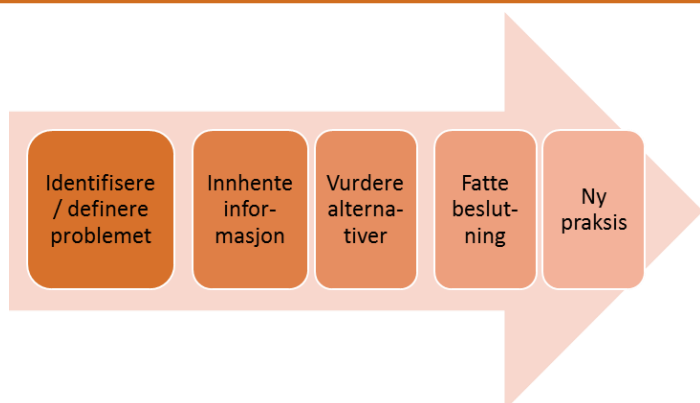 Identifisere
/ definere
problemet
Innhente
infor-
masjon
Vurdere
alterna-
tiver
Fatte
beslut-
ning
Ny
praksis